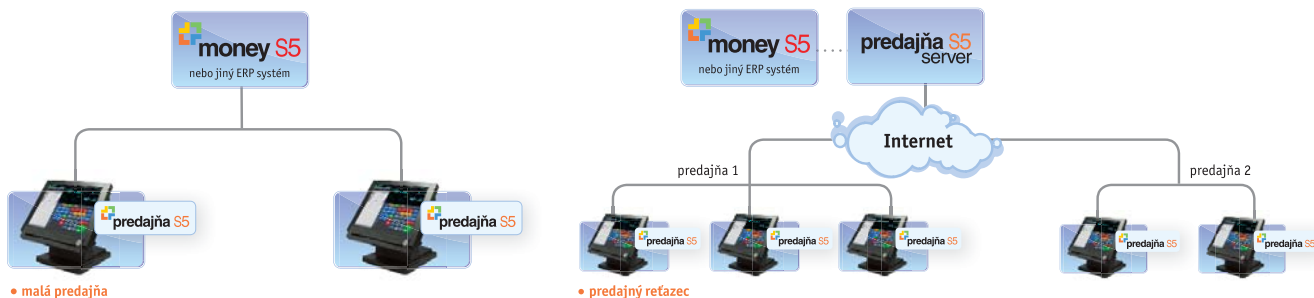 money S5
nebo jiný ERP systém
predajňa S5
predajňa S5
• malá predajňa
money S5
nebo jiný ERP systém
predajňa S5
server
Internet
predajňa 1
predajňa 2
predajňa S5
predajňa S5
predajňa S5
predajňa S5
predajňa S5
• predajný reťazec